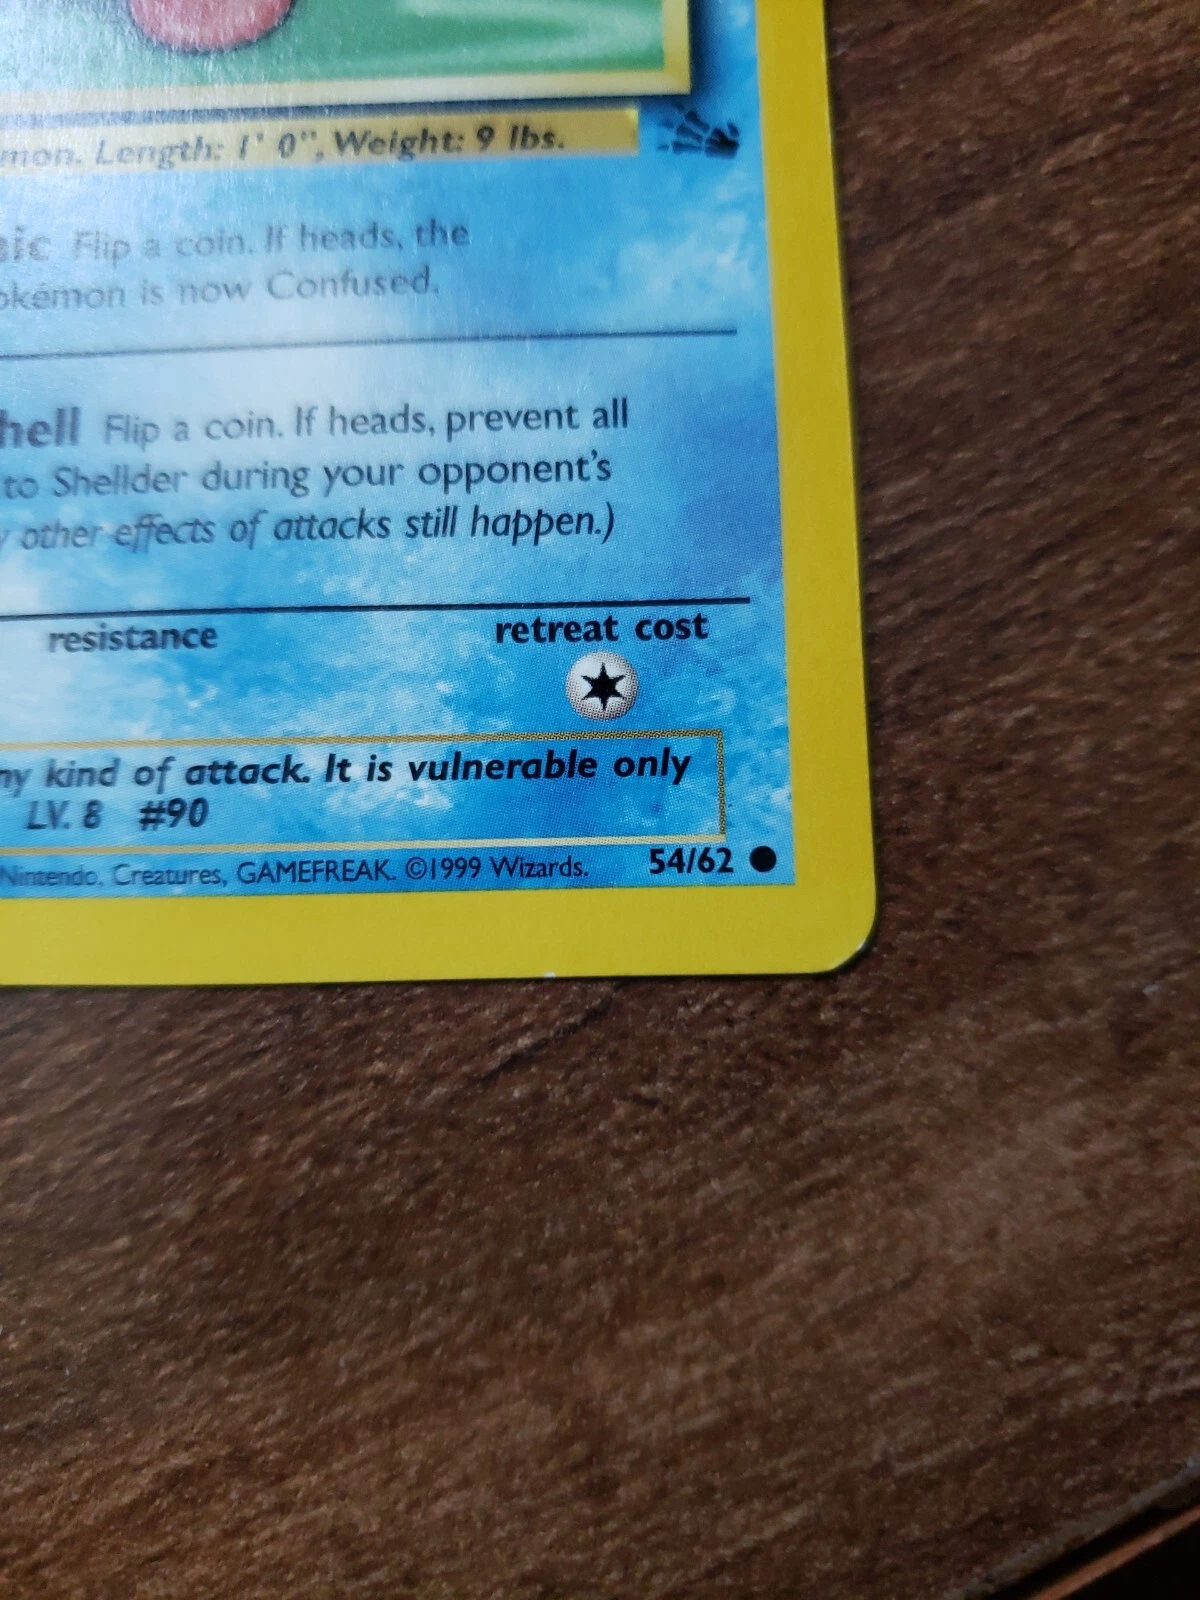 mon. Length: 1' 0", Weight: 9 lbs.
sic Flip a coin. If heads, the
okémon is now Confused.
hell Flip a coin. If heads, prevent all
to Shellder during your opponent's
y other effects of attacks still happen.)
resistance retreat cost
ny kind of attack. It is vulnerable only
LV. 8 #90
Nintendo, Creatures, GAMEFREAK. ©1999 Wizards. 54/62